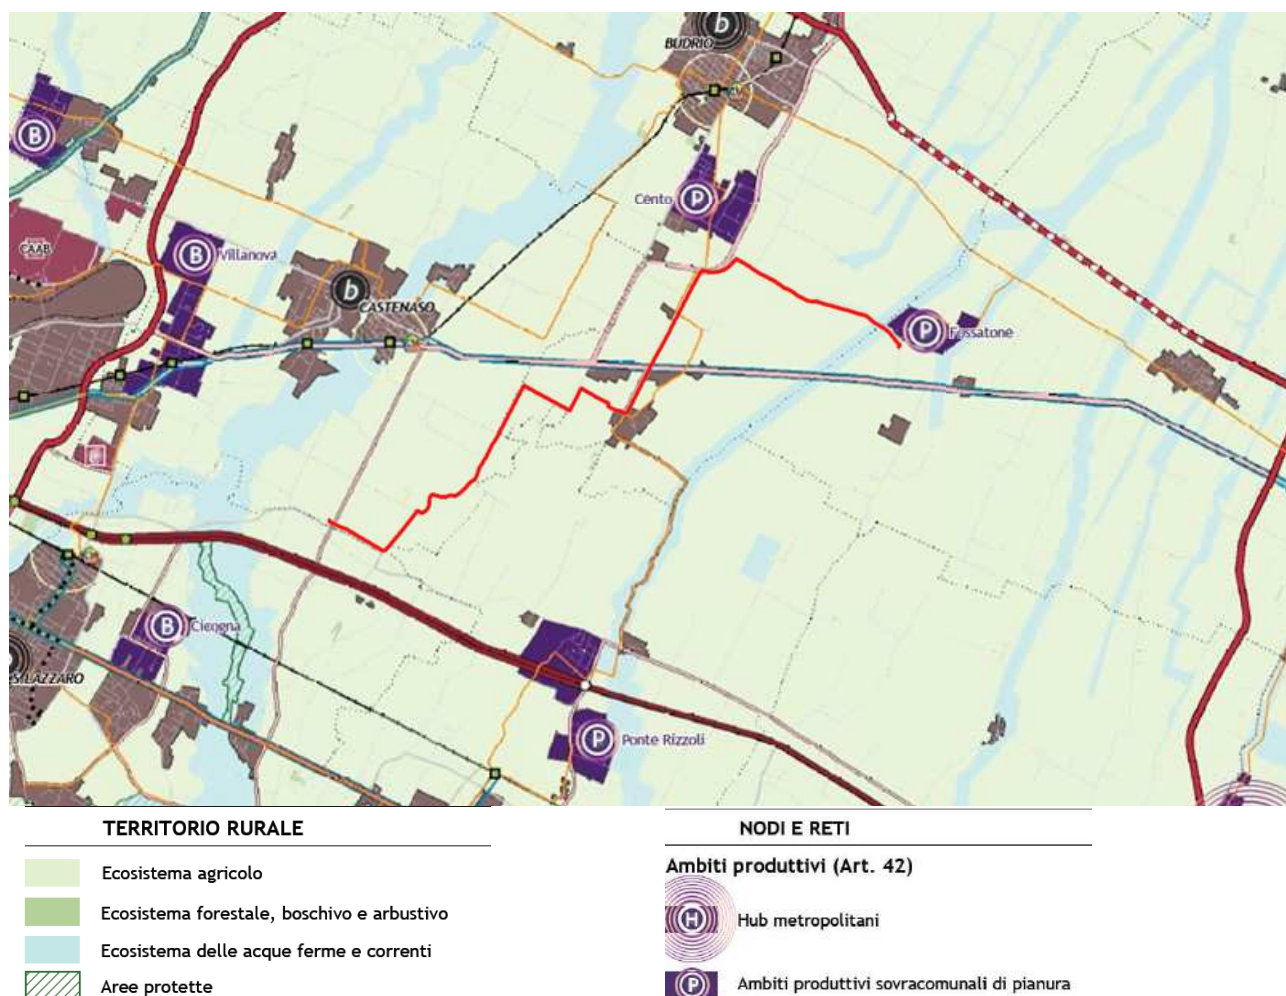 b
BUDRIO
B
Cento
P
CAAB
B
Villanova
b
CASTENASO
P
Fossatone
B
Cicogna
S. LAZZARO
P
Ponte Rizzoli
TERRITORIO RURALE
Ecosistema agricolo
Ecosistema forestale, boschivo e arbustivo
Ecosistema delle acque ferme e correnti
Aree protette
NODI E RETI
Ambiti produttivi (Art. 42)
H
Hub metropolitani
P
Ambiti produttivi sovracomunali di pianura